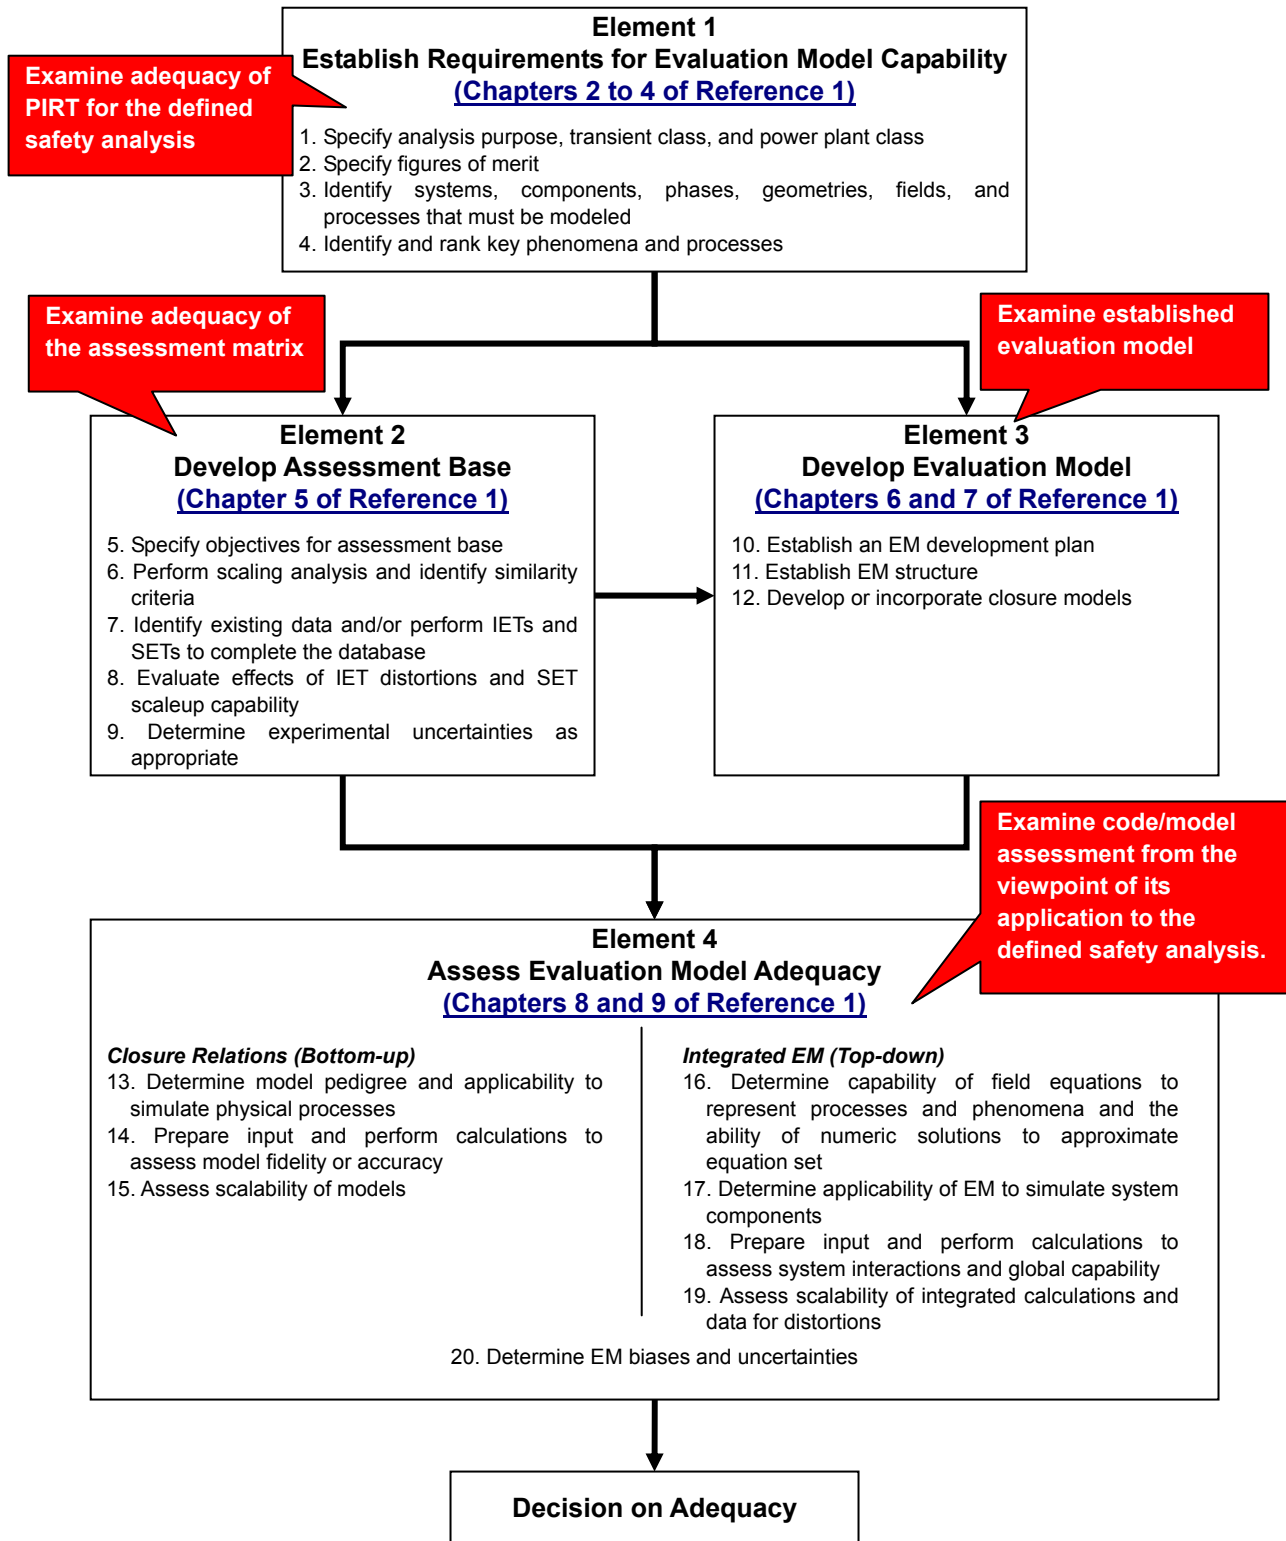 Element 1
Establish Requirements for Evaluation Model Capability
(Chapters 2 to 4 of Reference 1)
Examine adequacy of
PIRT for the defined
safety analysis
1. Specify analysis purpose, transient class, and power plant class
2. Specify figures of merit
3. Identify systems, components, phases, geometries, fields, and
processes that must be modeled
4. Identify and rank key phenomena and processes
Examine adequacy of
the assessment matrix
Examine established
evaluation model
Element 2
Develop Assessment Base
(Chapter 5 of Reference 1)
5. Specify objectives for assessment base
6. Perform scaling analysis and identify similarity
criteria
7. Identify existing data and/or perform IETs and
SETs to complete the database
8. Evaluate effects of IET distortions and SET
scaleup capability
9. Determine experimental uncertainties as
appropriate
Element 3
Develop Evaluation Model
(Chapters 6 and 7 of Reference 1)
10. Establish an EM development plan
11. Establish EM structure
12. Develop or incorporate closure models
Examine code/model
assessment from the
viewpoint of its
application to the
defined safety analysis.
Element 4
Assess Evaluation Model Adequacy
(Chapters 8 and 9 of Reference 1)
Closure Relations (Bottom-up)
13. Determine model pedigree and applicability to
simulate physical processes
14. Prepare input and perform calculations to
assess model fidelity or accuracy
15. Assess scalability of models
Integrated EM (Top-down)
16. Determine capability of field equations to
represent processes and phenomena and the
ability of numeric solutions to approximate
equation set
17. Determine applicability of EM to simulate system
components
18. Prepare input and perform calculations to
assess system interactions and global capability
19. Assess scalability of integrated calculations and
data for distortions
20. Determine EM biases and uncertainties
Decision on Adequacy